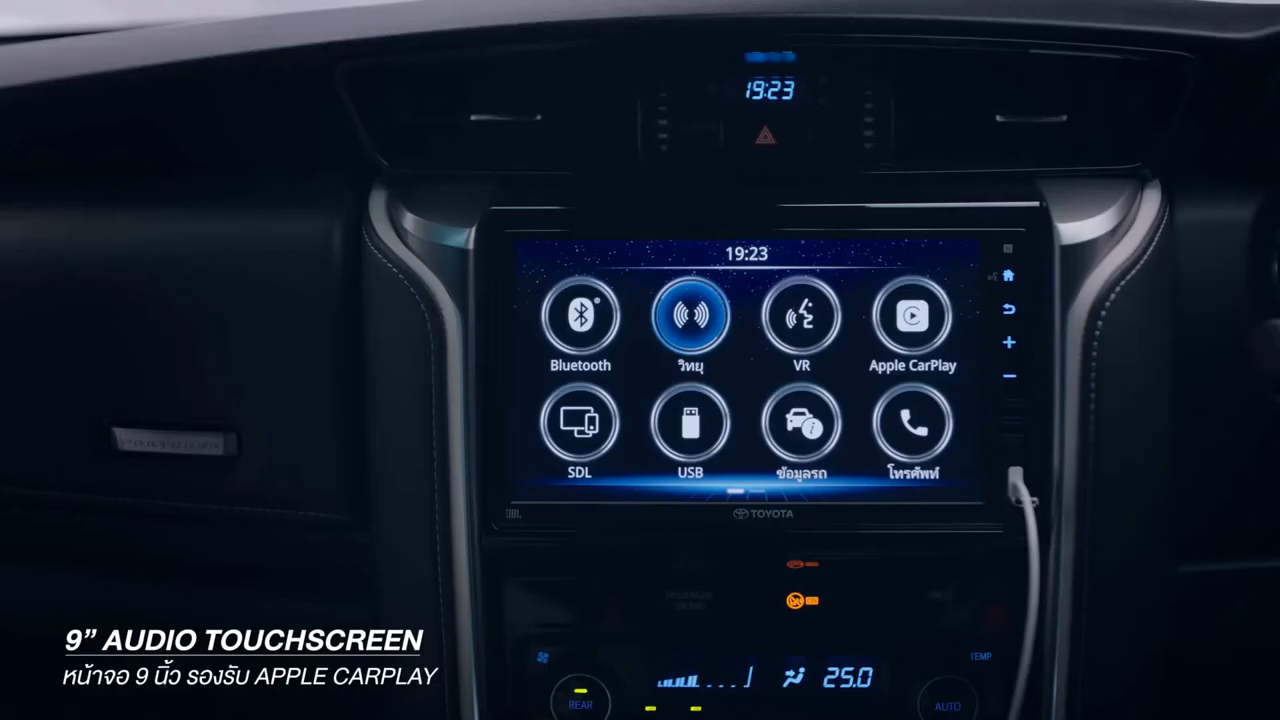 19:23
19:23
Bluetooth วิทยุ VR Apple CarPlay
SDL USB ข้อมูลรถ โทรศัพท์
JBL TOYOTA
9” AUDIO TOUCHSCREEN
หน้าจอ 9 นิ้ว รองรับ APPLE CARPLAY
TEMP
25.0
REAR AUTO